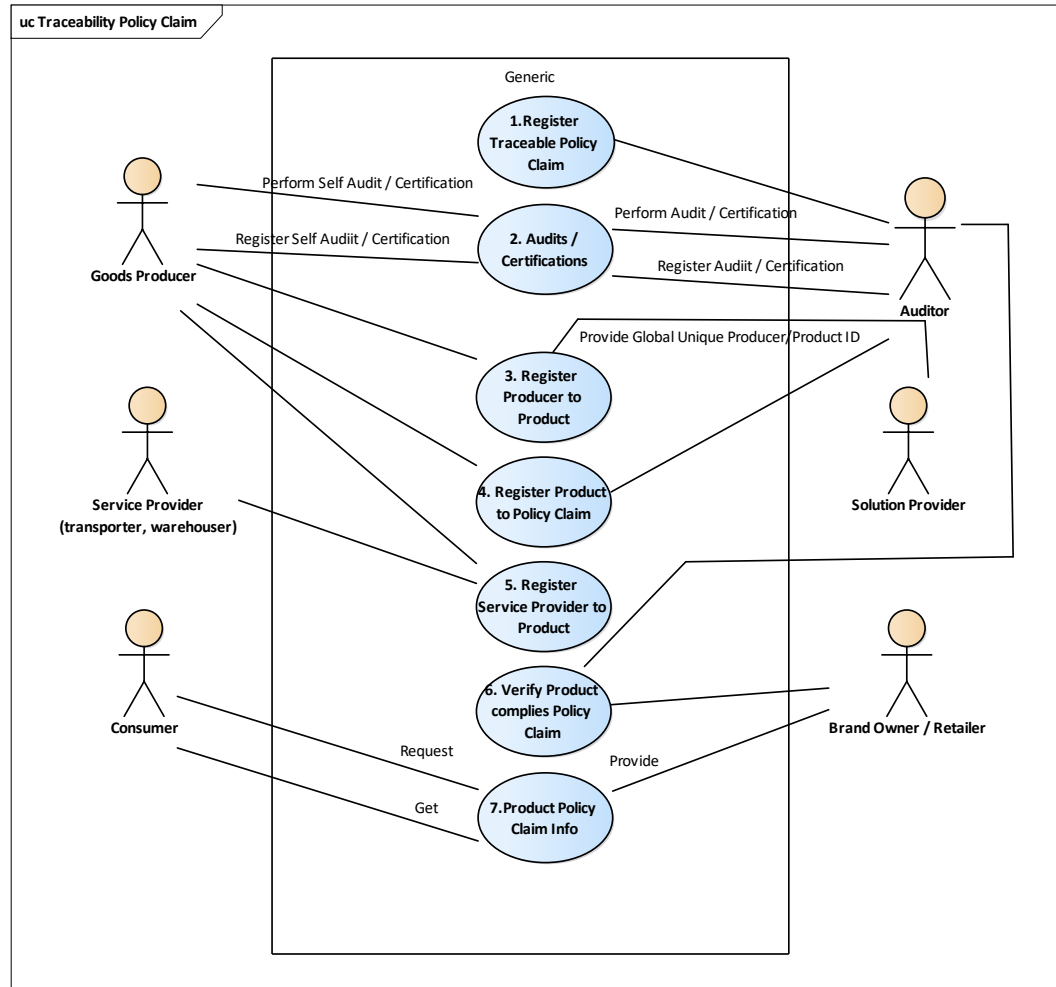 uc Traceability Policy Claim
Generic
1.Register
Traceable Policy
Claim
Perform Self Audit / Certification
Perform Audit / Certification
Register Self Audiit / Certification
2. Audits /
Certifications
Register Audiit / Certification
Goods Producer
Auditor
Provide Global Unique Producer/Product ID
3. Register
Producer to
Product
4. Register Product
to Policy Claim
Service Provider
(transporter, warehouser)
Solution Provider
5. Register
Service Provider to
Product
6. Verify Product
complies Policy
Claim
Consumer
Brand Owner / Retailer
Request
Provide
Get
7.Product Policy
Claim Info